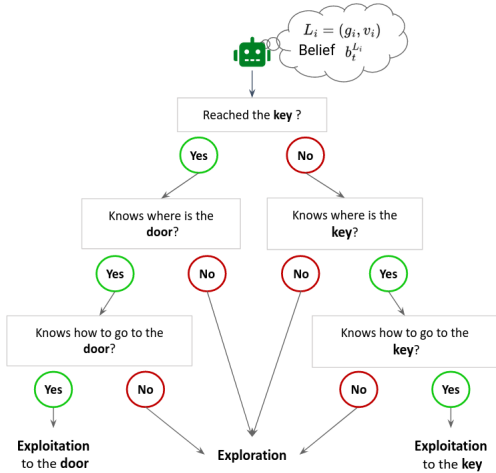 L_i = (g_i, v_i)
Belief b_t^{L_i}
Reached the key ?
Yes
No
Knows where is the
door?
Knows where is the
key?
Yes
No
No
Yes
Knows how to go to the
door?
Knows how to go to the
key?
Yes
No
No
Yes
Exploitation
to the door
Exploration
Exploitation
to the key